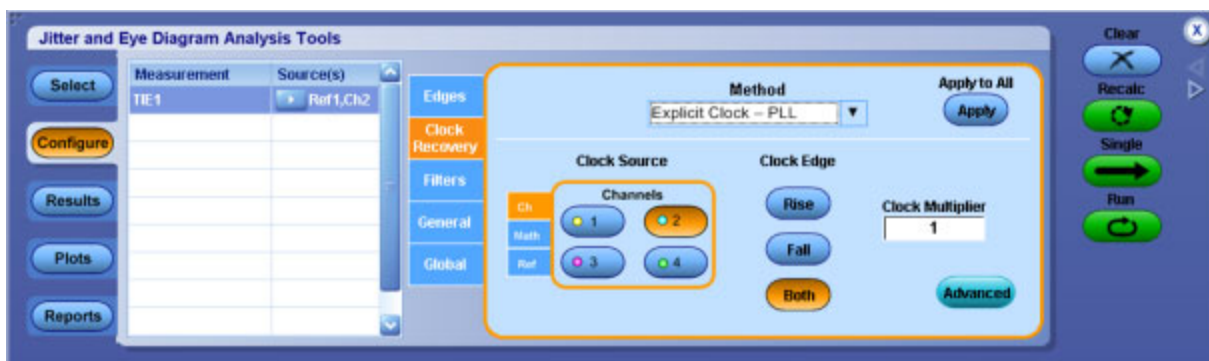 Jitter and Eye Diagram Analysis Tools
Clear
X
Select
Configure
Results
Plots
Reports
Measurement Source(s)
TIE1 Ref1,Ch2
Edges
Clock
Recovery
Filters
General
Global
Method
Explicit Clock – PLL
Apply to All
Apply
Clock Source
Channels
Ch
Math
Ref
1
2
3
4
Clock Edge
Rise
Fall
Both
Clock Multiplier
1
Advanced
Recalc
Single
Run